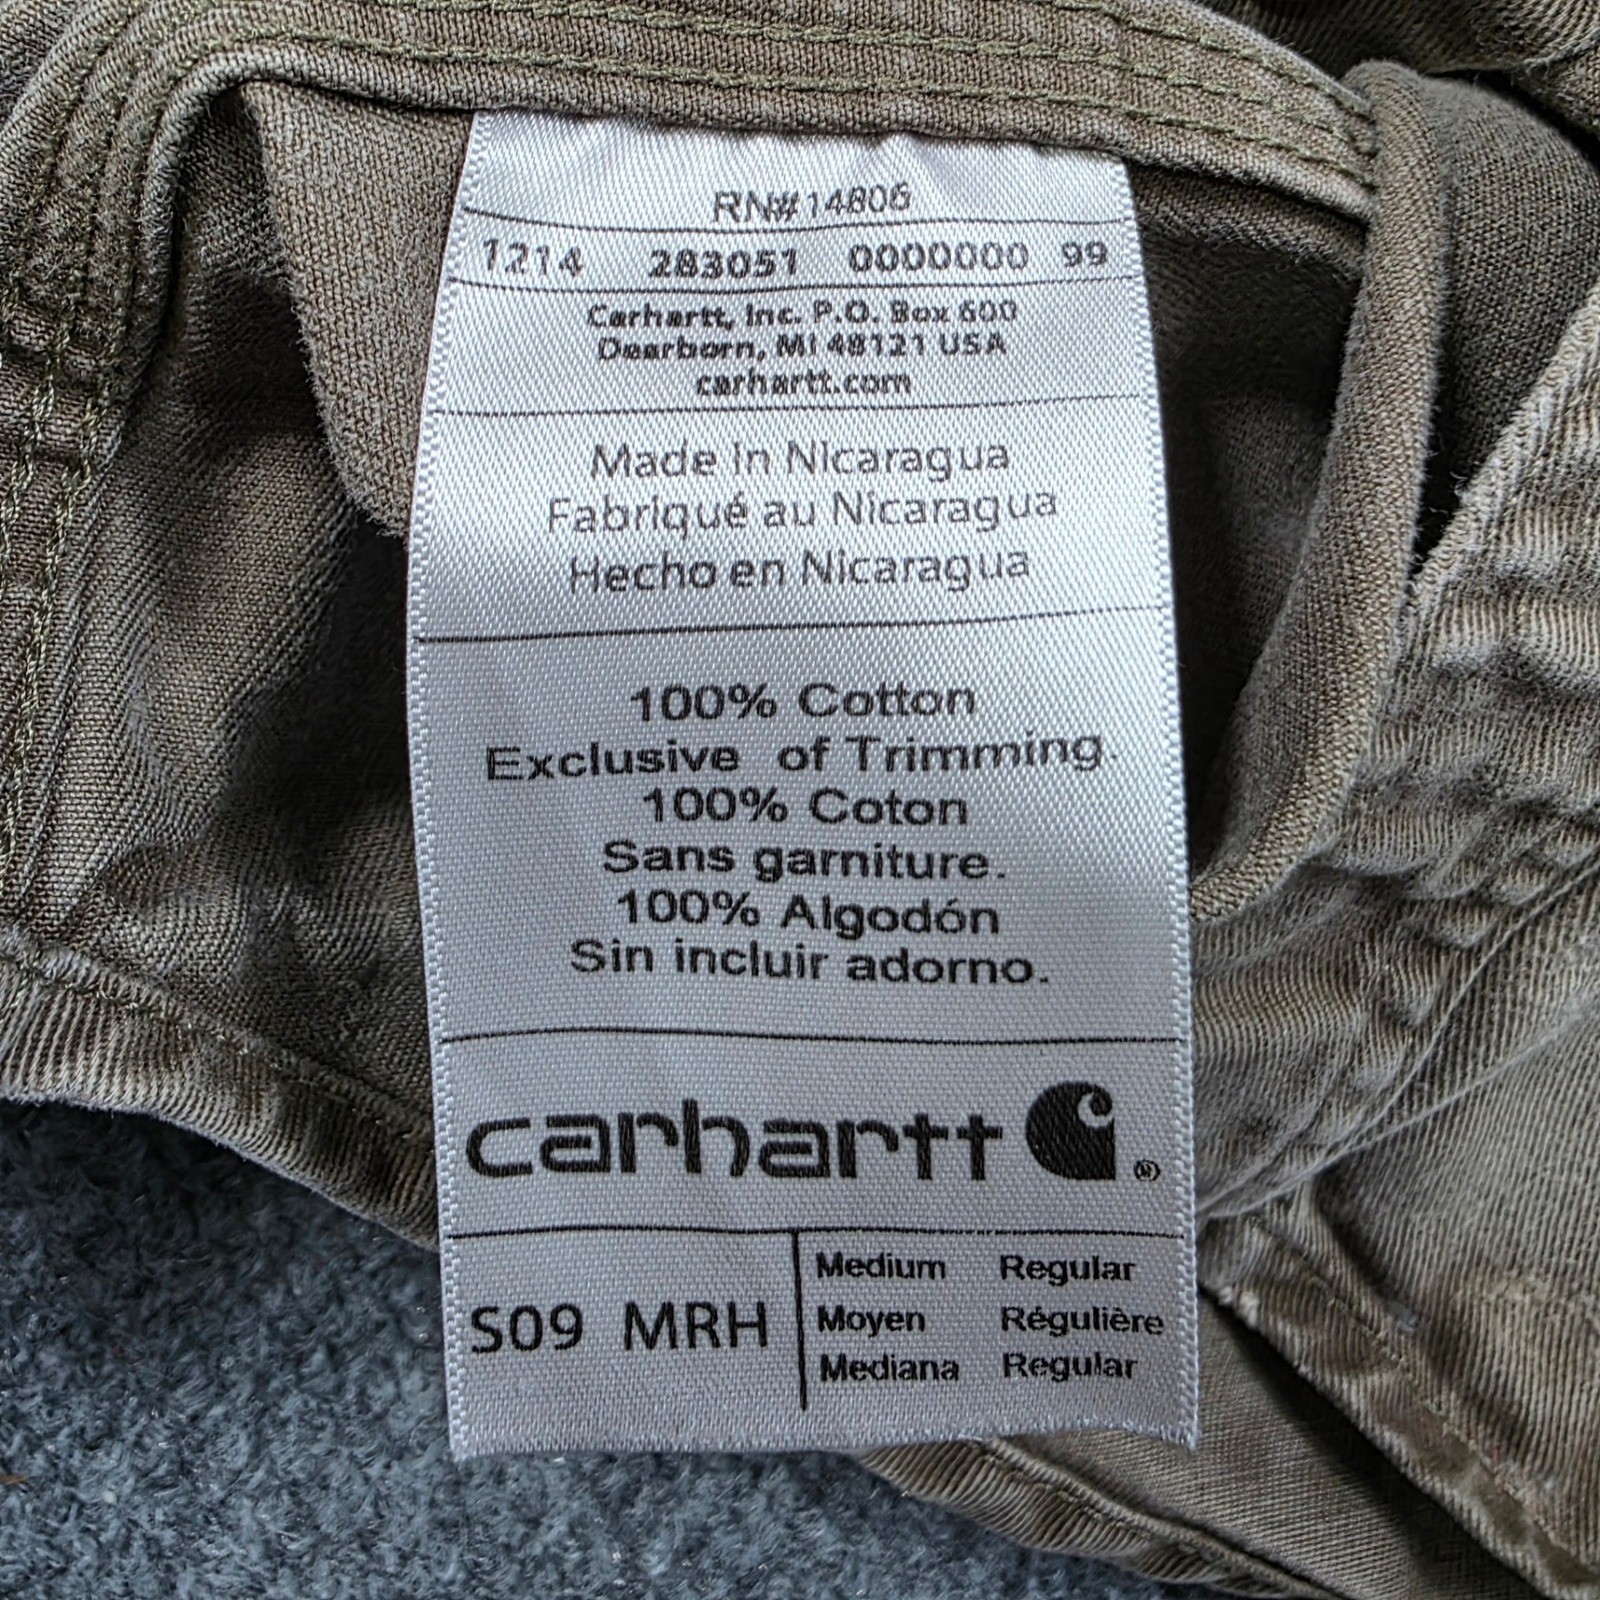 RN#14806
1214 283051 0000000 99
Carhartt, Inc. P.O. Box 600
Dearborn, MI 48121 USA
carhartt.com
Made in Nicaragua
Fabriqué au Nicaragua
Hecho en Nicaragua
100% Cotton
Exclusive of Trimming.
100% Coton
Sans garniture.
100% Algodón
Sin incluir adorno.
carhartt ®
S09 MRH
Medium Regular
Moyen Régulière
Mediana Regular